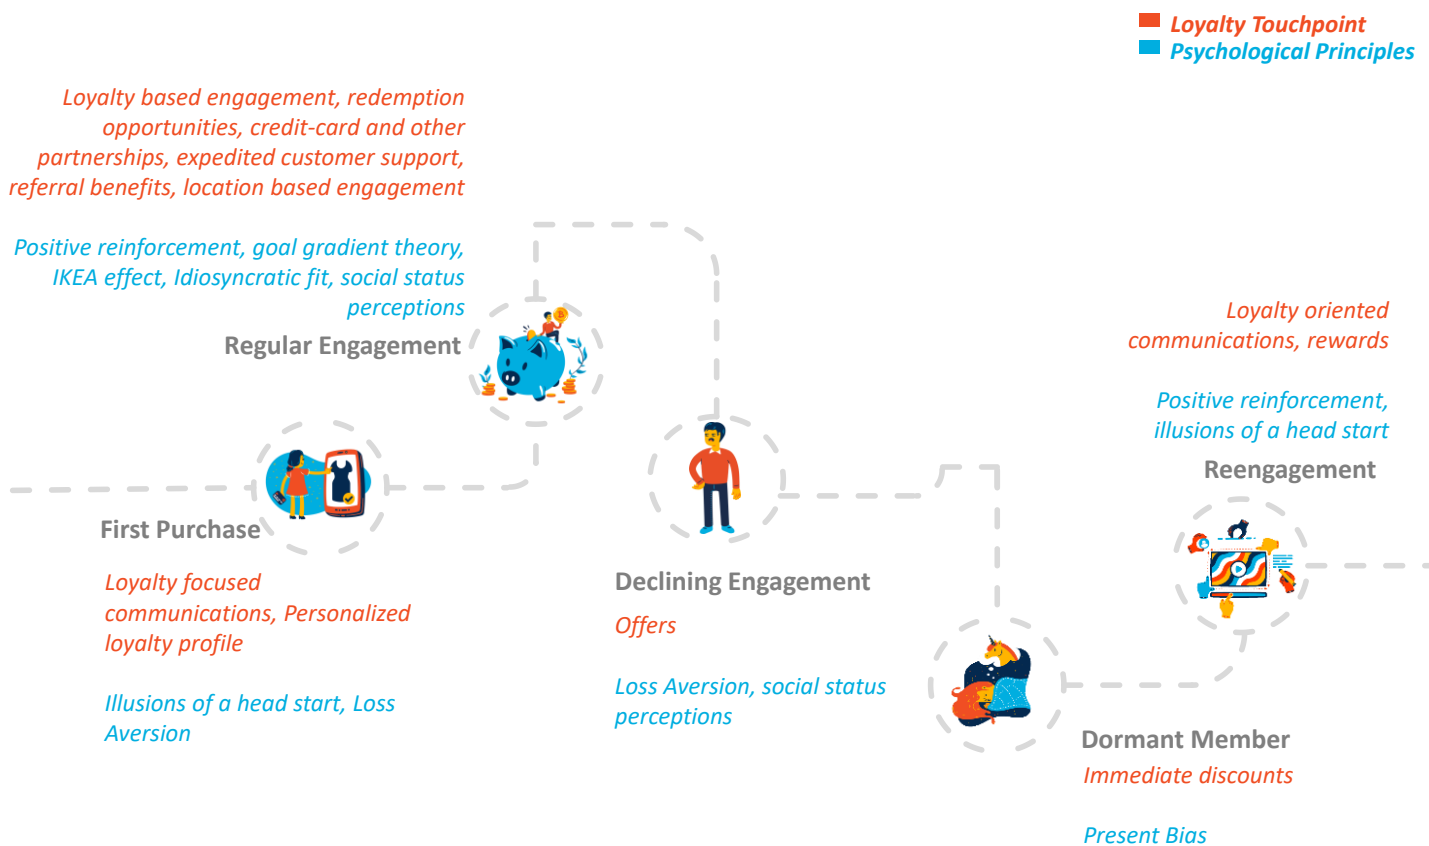 Loyalty Touchpoint
Psychological Principles
Loyalty based engagement, redemption
opportunities, credit-card and other
partnerships, expedited customer support,
referral benefits, location based engagement
Positive reinforcement, goal gradient theory,
IKEA effect, Idiosyncratic fit, social status
perceptions
Regular Engagement
First Purchase
Loyalty focused
communications, Personalized
loyalty profile
Illusions of a head start, Loss
Aversion
Declining Engagement
Offers
Loss Aversion, social status
perceptions
Dormant Member
Immediate discounts
Present Bias
Loyalty oriented
communications, rewards
Positive reinforcement,
illusions of a head start
Reengagement